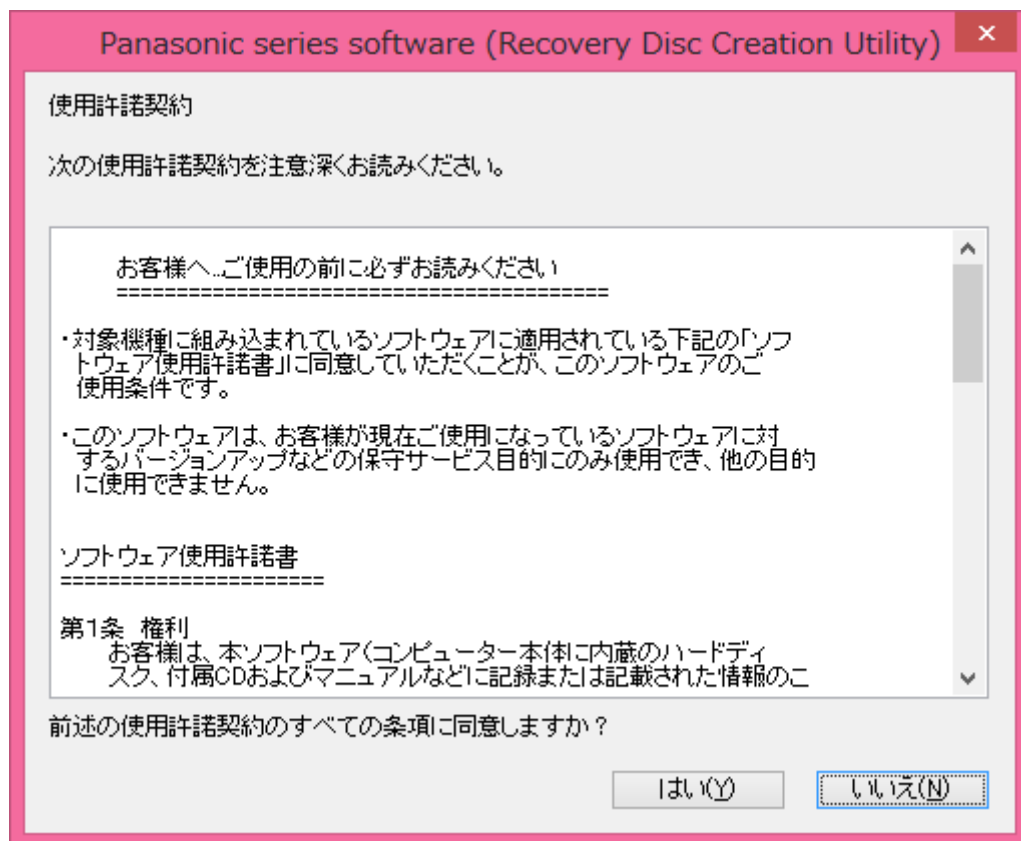 Panasonic series software (Recovery Disc Creation Utility)
使用許諾契約
次の使用許諾契約を注意深くお読みください。
お客様へ…ご使用の前に必ずお読みください
=========================================
・対象機種に組み込まれているソフトウェアに適用されている下記の「ソフ
トウェア使用許諾書」に同意していただくことが、このソフトウェアのご
使用条件です。
・このソフトウェアは、お客様が現在ご使用になっているソフトウェアに対
するバージョンアップなどの保守サービス目的にのみ使用でき、他の目的
に使用できません。
ソフトウェア使用許諾書
======================
第1条 権利
お客様は、本ソフトウェア(コンピューター本体に内蔵のハードディ
スク、付属CDおよびマニュアルなどに記録または記載された情報のこ
前述の使用許諾契約のすべての条項に同意しますか？
はい(Y)
いいえ(N)